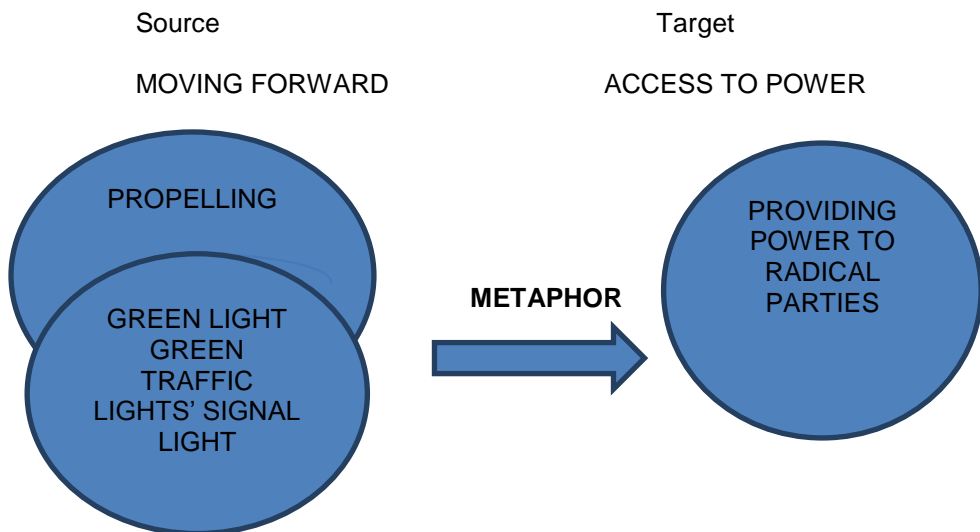 Source
Target
MOVING FORWARD
ACCESS TO POWER
PROPELLING
GREEN LIGHT
GREEN
TRAFFIC
LIGHTS’ SIGNAL
LIGHT
METAPHOR
PROVIDING
POWER TO
RADICAL
PARTIES